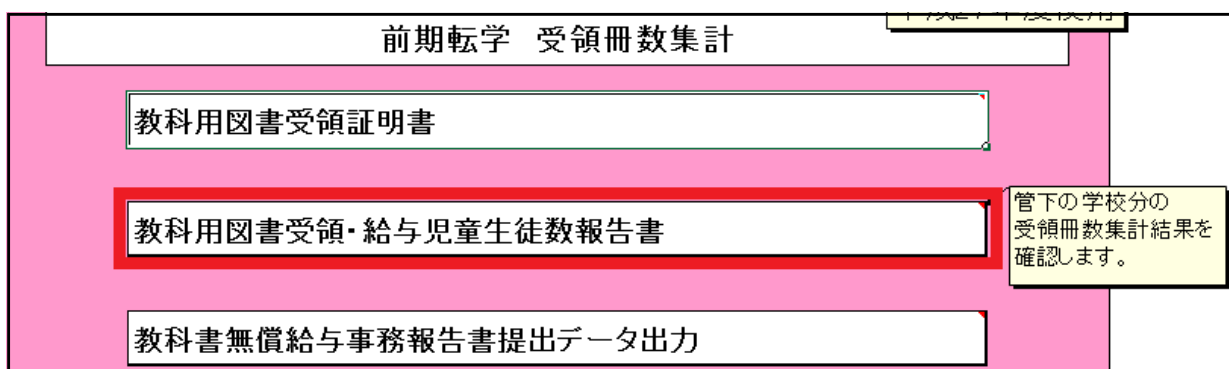 前期転学 受領冊数集計
教科用図書受領証明書
教科用図書受領・給与児童生徒数報告書
管下の学校分の
受領冊数集計結果を
確認します。
教科書無償給与事務報告書提出データ出力